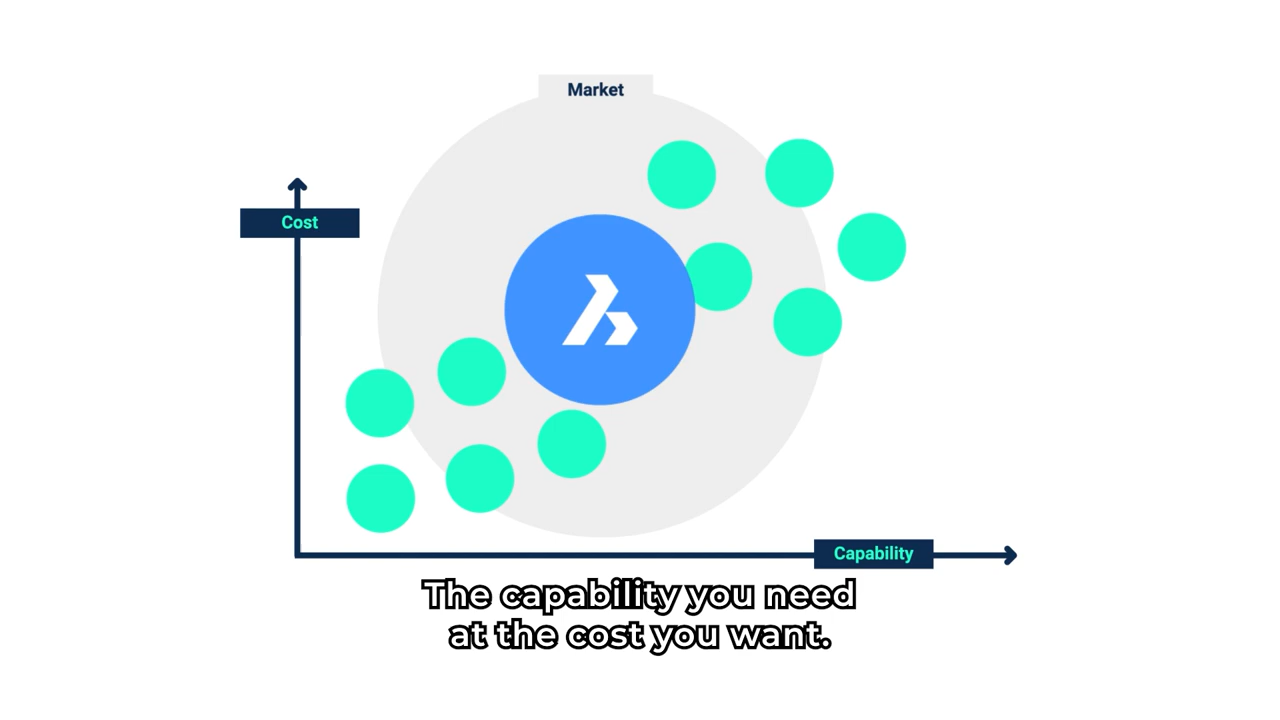 Market
Cost
Capability
The capability you need
at the cost you want.